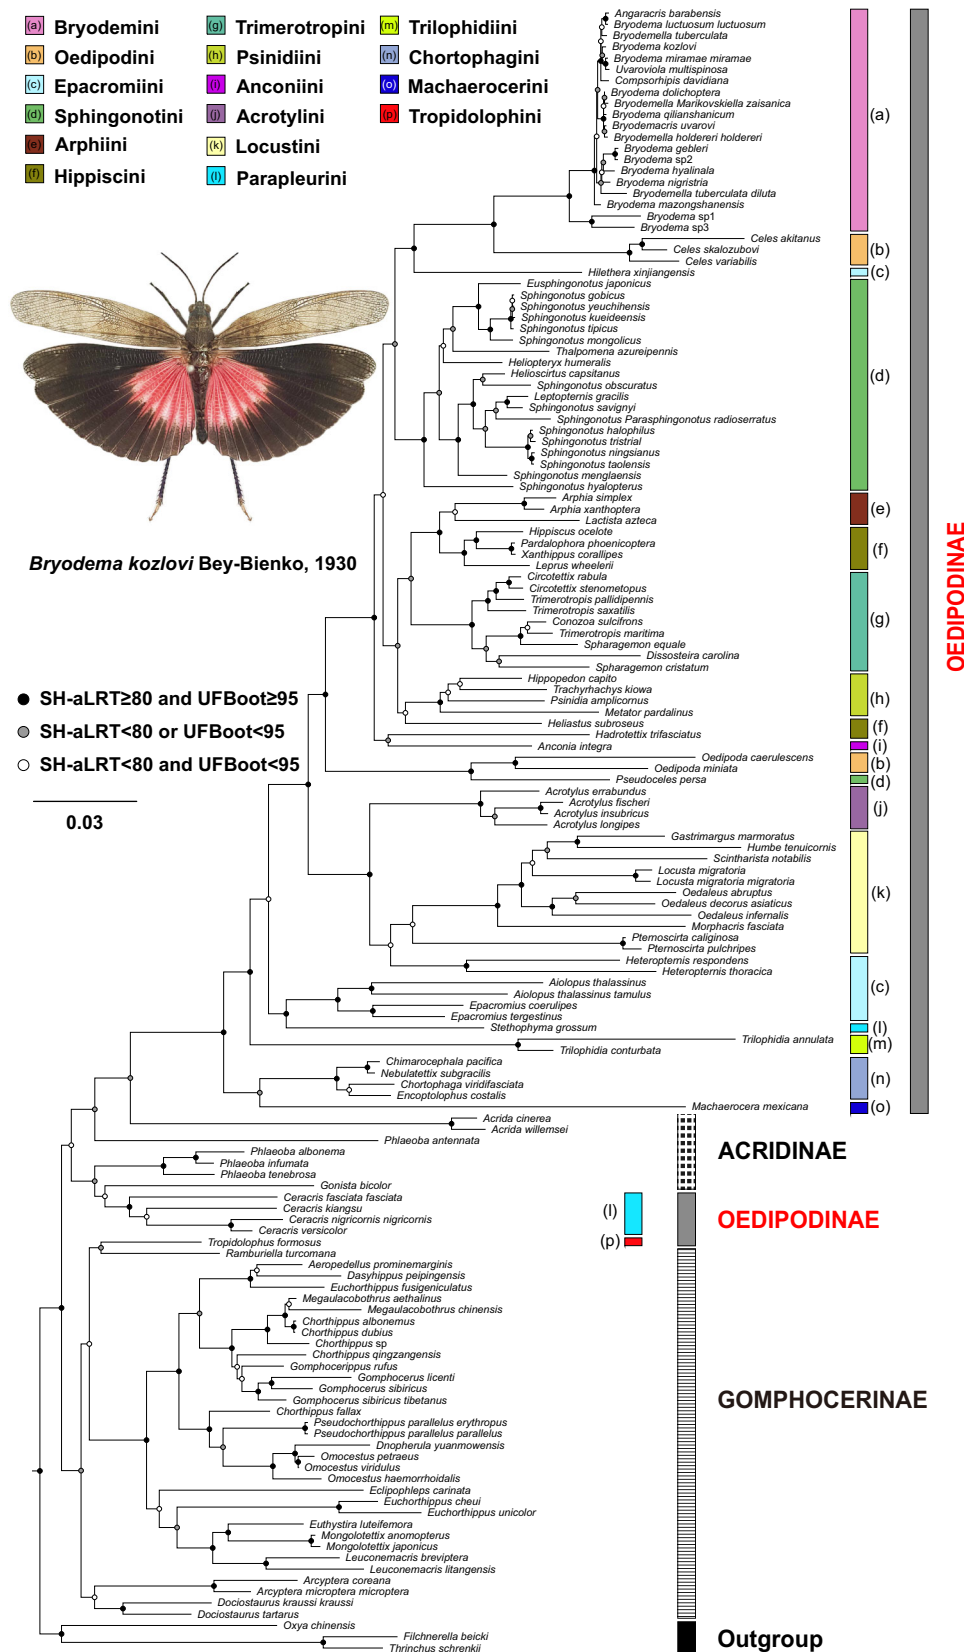 (a) Bryodemini
(b) Oedipodini
(c) Epacromiini
(d) Sphingonotini
(e) Arphiini
(f) Hippiscini
(g) Trimerotropini
(h) Psinidiini
(i) Anconiini
(j) Acrotylini
(k) Locustini
(l) Parapleurini
(m) Trilophidiini
(n) Chortophagini
(o) Machaerocerini
(p) Tropidolophini
Bryodema kozlovi Bey-Bienko, 1930
SH-aLRT≥80 and UFBoot≥95
SH-aLRT<80 or UFBoot<95
SH-aLRT<80 and UFBoot<95
0.03
Angaracris barabensis
Bryodema luctuosum luctuosum
Bryodemella tuberculata
Bryodema kozlovi
Bryodema miramae miramae
Uvaroviola multispinosa
Compsorhipis davidiana
Bryodema dolichoptera
Bryodemella Marikovskiella zaisanica
Bryodema qilianshanicum
Bryodemacris uvarovi
Bryodemella holdereri holdereri
Bryodema gebleri
Bryodema sp2
Bryodema hyalinala
Bryodema nigristria
Bryodemella tuberculata diluta
Bryodema mazongshanensis
Bryodema sp1
Bryodema sp3
(a)
Celes akitanus
Celes skalozubovi
Celes variabilis
(b)
Hilethera xinjiangensis
(c)
Eusphingonotus japonicus
Sphingonotus gobicus
Sphingonotus yeuchihensis
Sphingonotus kueideensis
Sphingonotus tipicus
Sphingonotus mongolicus
Thalpomena azureipennis
Heliopteryx humeralis
Helioscirtus capsitanus
Sphingonotus obscuratus
Leptopternis gracilis
Sphingonotus savignyi
Sphingonotus Parasphingonotus radioserratus
Sphingonotus halophilus
Sphingonotus tristrial
Sphingonotus ningsianus
Sphingonotus taolensis
Sphingonotus menglaensis
Sphingonotus hyalopterus
(d)
Arphia simplex
Arphia xanthoptera
Lactista azteca
(e)
Hippiscus ocelote
Pardalophora phoenicoptera
Xanthippus corallipes
Leprus wheelerii
(f)
Circotettix rabula
Circotettix stenometopus
Trimerotropis pallidipennis
Trimerotropis saxatilis
Conozoa sulcifrons
Trimerotropis maritima
Spharagemon equale
Dissosteira carolina
Spharagemon cristatum
(g)
Hippopedon capito
Trachyrhachys kiowa
Psinidia amplicornus
Metator pardalinus
Heliastus subroseus
(h)
Hadrotettix trifasciatus
(f)
Anconia integra
(i)
Oedipoda caerulescens
Oedipoda miniata
(b)
Pseudoceles persa
(d)
Acrotylus errabundus
Acrotylus fischeri
Acrotylus insubricus
Acrotylus longipes
(j)
Gastrimargus marmoratus
Humbe tenuicornis
Scintharista notabilis
Locusta migratoria
Locusta migratoria migratoria
Oedaleus abruptus
Oedaleus decorus asiaticus
Oedaleus infernalis
Morphacris fasciata
Pternoscirta caliginosa
Pternoscirta pulchripes
(k)
Heteropternis respondens
Heteropternis thoracica
Aiolopus thalassinus
Aiolopus thalassinus tamulus
Epacromius coerulipes
Epacromius tergestinus
(c)
Stethophyma grossum
(l)
Trilophidia annulata
Trilophidia conturbata
(m)
Chimarocephala pacifica
Nebulatettix subgracilis
Chortophaga viridifasciata
Encoptolophus costalis
(n)
Machaerocera mexicana
(o)
OEDIPODINAE
Acrida cinerea
Acrida willemsei
Phlaeoba antennata
Phlaeoba albonema
Phlaeoba infumata
Phlaeoba tenebrosa
Gonista bicolor
ACRIDINAE
Ceracris fasciata fasciata
Ceracris kiangsu
Ceracris nigricornis nigricornis
Ceracris versicolor
(l)
Tropidolophus formosus
(p)
OEDIPODINAE
Ramburiella turcomana
Aeropedellus prominemarginis
Dasyhippus peipingensis
Euchorthippus fusigeniculatus
Megaulacobothrus aethalinus
Megaulacobothrus chinensis
Chorthippus albonemus
Chorthippus dubius
Chorthippus sp
Chorthippus qingzangensis
Gomphocerippus rufus
Gomphocerus licenti
Gomphocerus sibiricus
Gomphocerus sibiricus tibetanus
Chorthippus fallax
Pseudochorthippus parallelus erythropus
Pseudochorthippus parallelus parallelus
Dnopherula yuanmowensis
Omocestus petraeus
Omocestus viridulus
Omocestus haemorrhoidalis
Eclipophleps carinata
Euchorthippus cheui
Euchorthippus unicolor
Euthystira luteifemora
Mongolotettix anomopterus
Mongolotettix japonicus
Leuconemacris breviptera
Leuconemacris litangensis
Arcyptera coreana
Arcyptera microptera microptera
Dociostaurus kraussi kraussi
Dociostaurus tartarus
GOMPHOCERINAE
Oxya chinensis
Filchnerella beicki
Thrinchus schrenkii
Outgroup